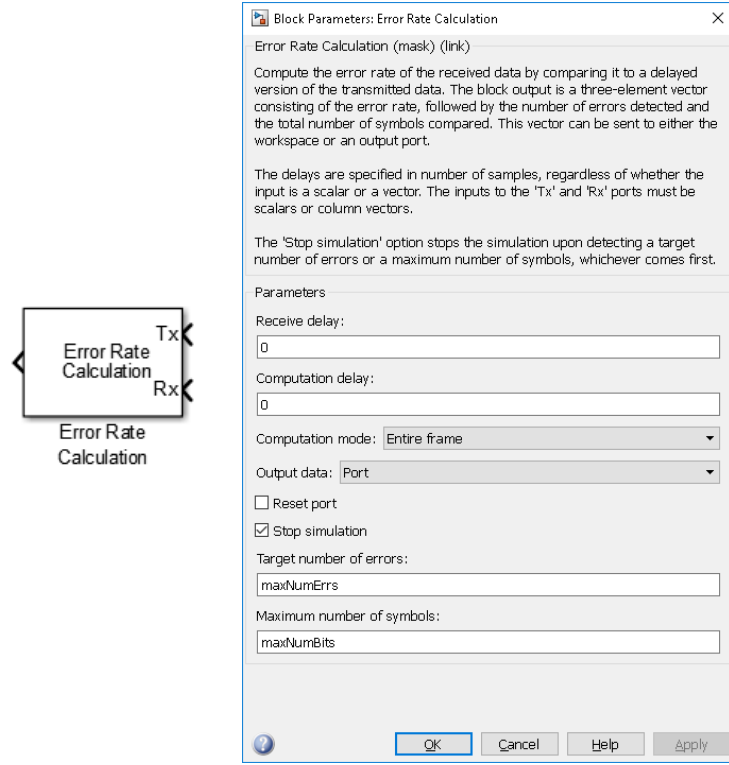 Tx
Error Rate
Calculation
Rx
Error Rate
Calculation
Block Parameters: Error Rate Calculation
Error Rate Calculation (mask) (link)
Compute the error rate of the received data by comparing it to a delayed
version of the transmitted data. The block output is a three-element vector
consisting of the error rate, followed by the number of errors detected and
the total number of symbols compared. This vector can be sent to either the
workspace or an output port.
The delays are specified in number of samples, regardless of whether the
input is a scalar or a vector. The inputs to the 'Tx' and 'Rx' ports must be
scalars or column vectors.
The 'Stop simulation' option stops the simulation upon detecting a target
number of errors or a maximum number of symbols, whichever comes first.
Parameters
Receive delay:
0
Computation delay:
0
Computation mode: Entire frame
Output data: Port
Reset port
Stop simulation
Target number of errors:
maxNumErrs
Maximum number of symbols:
maxNumBits
OK Cancel Help Apply